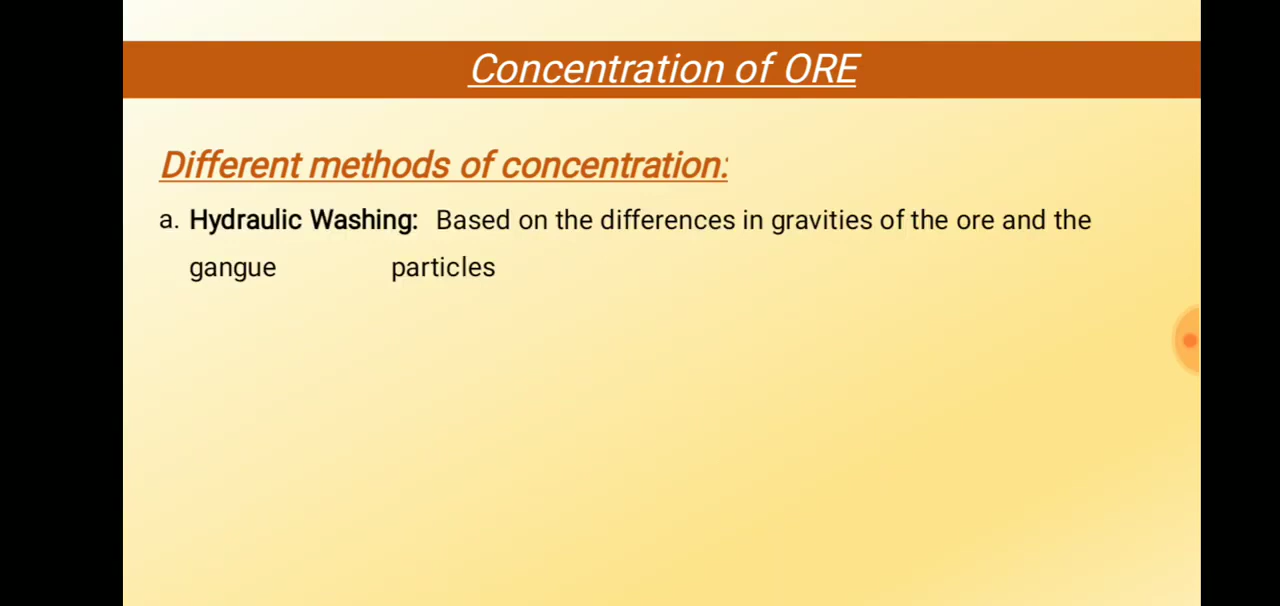 Concentration of ORE
Different methods of concentration:
a. Hydraulic Washing: Based on the differences in gravities of the ore and the
gangue particles